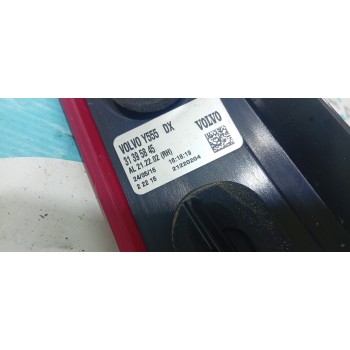 VOLVO Y555 DX VOLVO
31 39 58 45
AL 21.22.02 (RH)
24/05/16 16:18:19
2 22 16 21220204